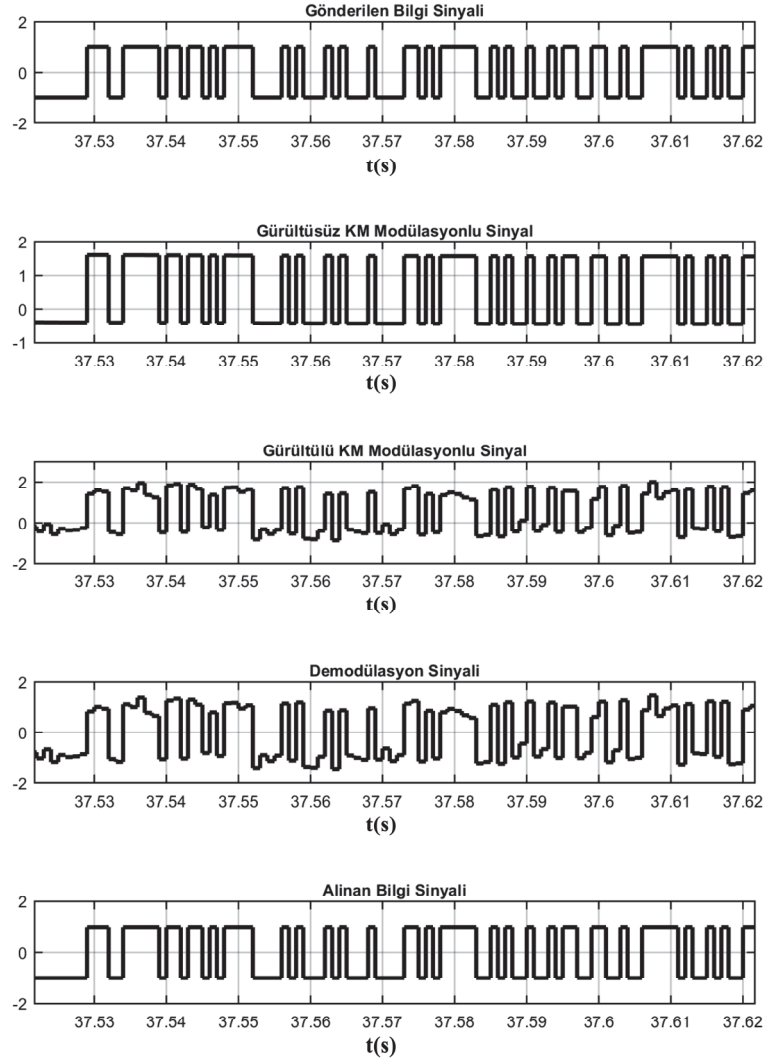 Gönderilen Bilgi Sinyali
2
0
-2
37.53 37.54 37.55 37.56 37.57 37.58 37.59 37.6 37.61 37.62
t(s)
Gürültüsüz KM Modülasyonlu Sinyal
2
1
0
-1
37.53 37.54 37.55 37.56 37.57 37.58 37.59 37.6 37.61 37.62
t(s)
Gürültülü KM Modülasyonlu Sinyal
2
0
-2
37.53 37.54 37.55 37.56 37.57 37.58 37.59 37.6 37.61 37.62
t(s)
Demodülasyon Sinyali
2
0
-2
37.53 37.54 37.55 37.56 37.57 37.58 37.59 37.6 37.61 37.62
t(s)
Alinan Bilgi Sinyali
2
0
-2
37.53 37.54 37.55 37.56 37.57 37.58 37.59 37.6 37.61 37.62
t(s)